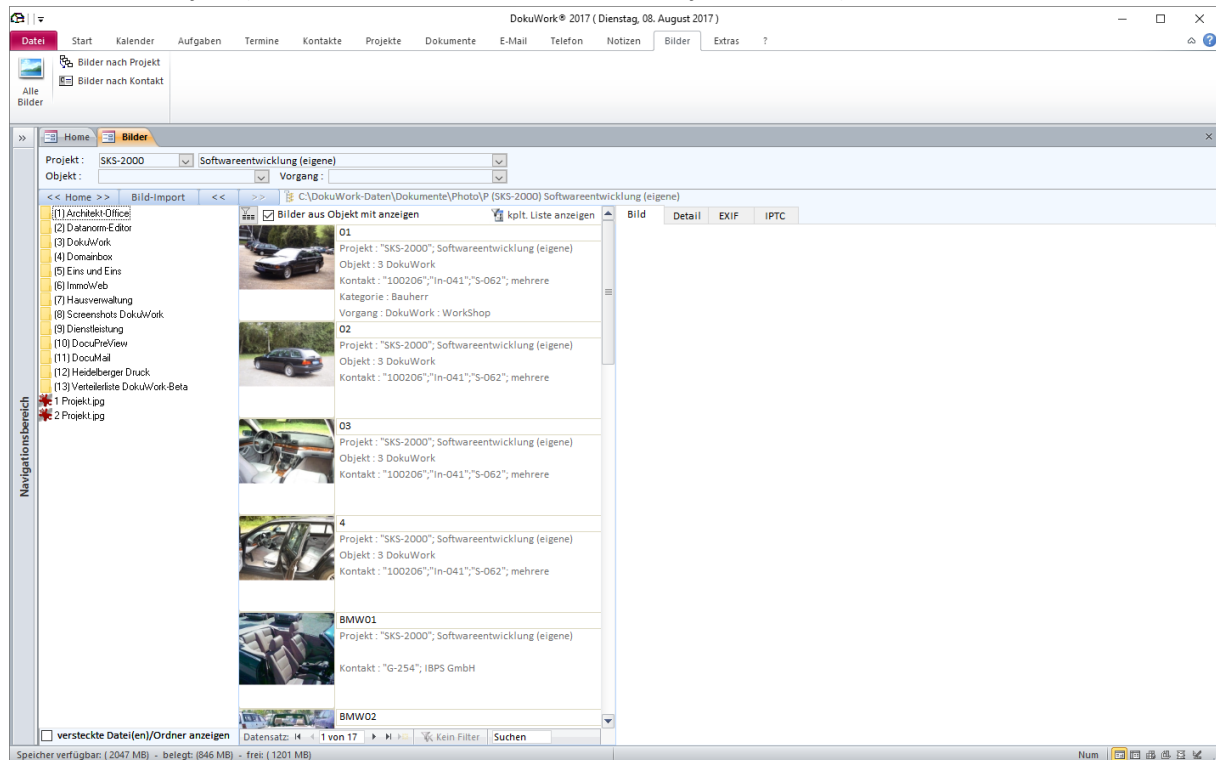 DokuWork® 2017 ( Dienstag, 08. August 2017 )
Datei Start Kalender Aufgaben Termine Kontakte Projekte Dokumente E-Mail Telefon Notizen Bilder Extras ?
Alle Bilder
Bilder nach Projekt
Bilder nach Kontakt
Home Bilder
Projekt : SKS-2000 Softwareentwicklung (eigene)
Objekt : Vorgang :
<< Home >> Bild-Import << >> C:\DokuWork-Daten\Dokumente\Photo\P (SKS-2000) Softwareentwicklung (eigene)
Navigationsbereich
(1) Architekt-Office
(2) Datanorm-Editor
(3) DokuWork
(4) Domainbox
(5) Eins und Eins
(6) ImmoWeb
(7) Hausverwaltung
(8) Screenshots DokuWork
(9) Dienstleistung
(10) DocuPreView
(11) DocuMail
(12) Heidelberger Druck
(13) Verteilerliste DokuWork-Beta
1 Projekt.jpg
2 Projekt.jpg
versteckte Datei(en)/Ordner anzeigen
Bilder aus Objekt mit anzeigen kplt. Liste anzeigen
01
Projekt : "SKS-2000"; Softwareentwicklung (eigene)
Objekt : 3 DokuWork
Kontakt : "100206";"In-041";"S-062"; mehrere
Kategorie : Bauherr
Vorgang : DokuWork : WorkShop
02
Projekt : "SKS-2000"; Softwareentwicklung (eigene)
Objekt : 3 DokuWork
Kontakt : "100206";"In-041";"S-062"; mehrere
03
Projekt : "SKS-2000"; Softwareentwicklung (eigene)
Objekt : 3 DokuWork
Kontakt : "100206";"In-041";"S-062"; mehrere
4
Projekt : "SKS-2000"; Softwareentwicklung (eigene)
Objekt : 3 DokuWork
Kontakt : "100206";"In-041";"S-062"; mehrere
BMW01
Projekt : "SKS-2000"; Softwareentwicklung (eigene)
Kontakt : "G-254"; IBPS GmbH
BMW02
Datensatz: 1 von 17 Kein Filter Suchen
Bild Detail EXIF IPTC
Speicher verfügbar: ( 2047 MB) - belegt: (846 MB) - frei: ( 1201 MB) Num